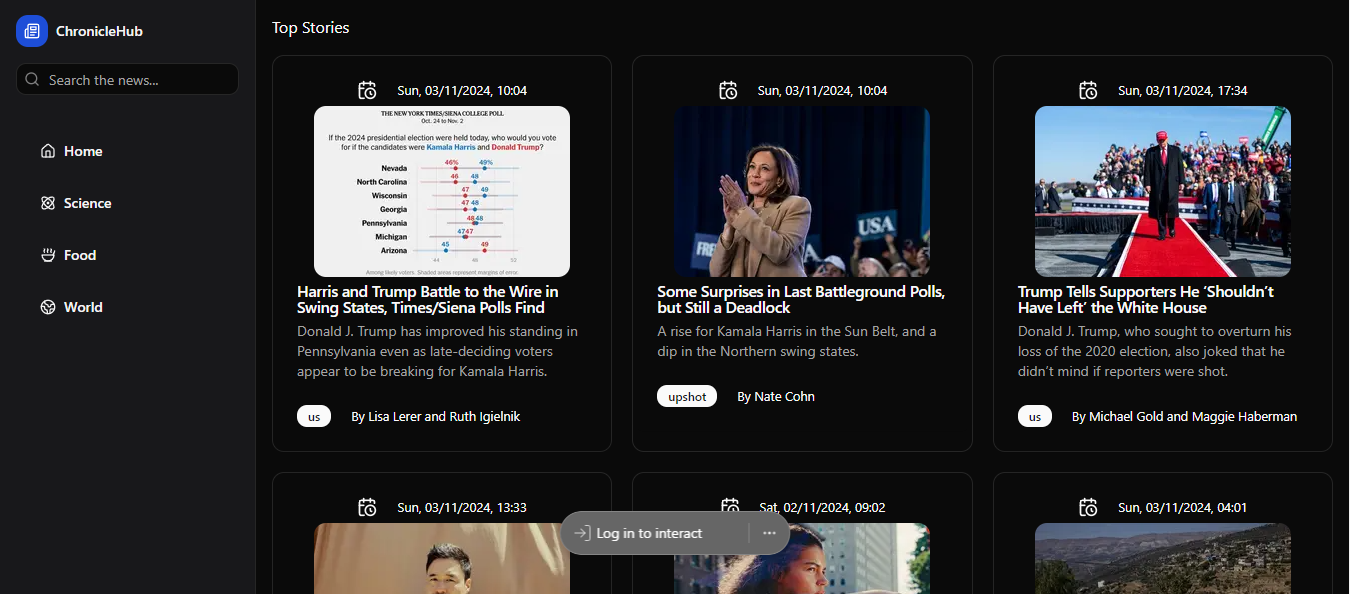 ChronicleHub
Search the news...
Home
Science
Food
World
Top Stories
Sun, 03/11/2024, 10:04
THE NEW YORK TIMES/SIENA COLLEGE POLL
Oct. 24 to Nov. 2
If the 2024 presidential election were held today, who would you vote
for if the candidates were Kamala Harris and Donald Trump?
Nevada 46% 49%
North Carolina 46 48
Wisconsin 47 49
Georgia 47 48
Pennsylvania 48 48
Michigan 47 47
Arizona 45 49
44 48 52
Among likely voters. Shaded areas represent margins of error.
Harris and Trump Battle to the Wire in
Swing States, Times/Siena Polls Find
Donald J. Trump has improved his standing in
Pennsylvania even as late-deciding voters
appear to be breaking for Kamala Harris.
us By Lisa Lerer and Ruth Igielnik
Sun, 03/11/2024, 10:04
USA
Some Surprises in Last Battleground Polls,
but Still a Deadlock
A rise for Kamala Harris in the Sun Belt, and a
dip in the Northern swing states.
upshot By Nate Cohn
Sun, 03/11/2024, 17:34
Trump Tells Supporters He ‘Shouldn’t
Have Left’ the White House
Donald J. Trump, who sought to overturn his
loss of the 2020 election, also joked that he
didn’t mind if reporters were shot.
us By Michael Gold and Maggie Haberman
Sun, 03/11/2024, 13:33
Sat, 02/11/2024, 09:02
Sun, 03/11/2024, 04:01
Log in to interact